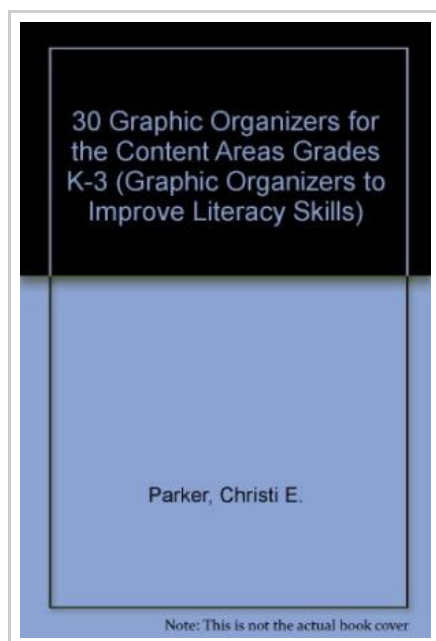 30 Graphic Organizers for
the Content Areas Grades
K-3 (Graphic Organizers to
Improve Literacy Skills)
Parker, Christi E.
Note: This is not the actual book cover